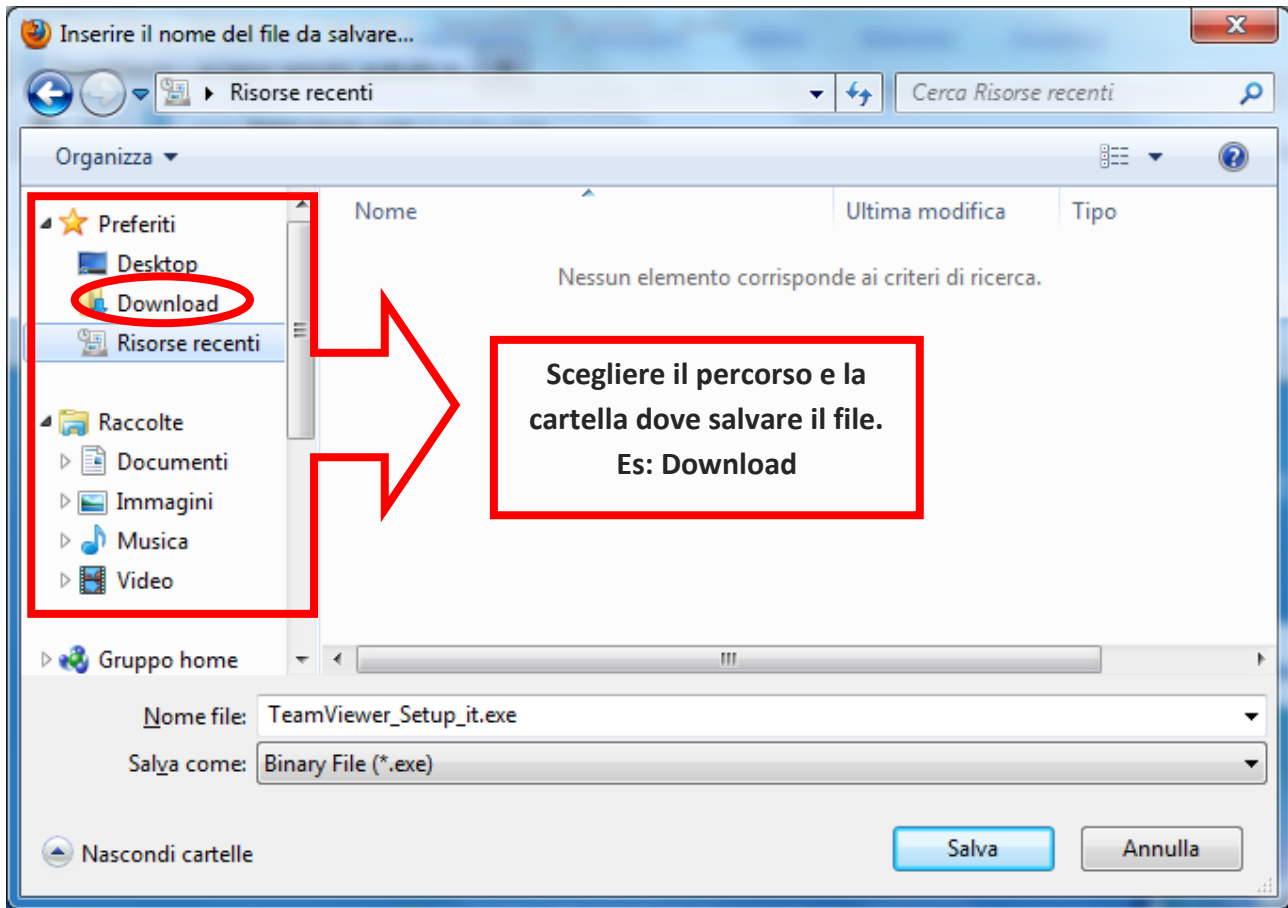 Inserire il nome del file da salvare...
Risorse recenti
Cerca Risorse recenti
Organizza
Preferiti
Desktop
Download
Risorse recenti
Raccolte
Documenti
Immagini
Musica
Video
Gruppo home
Nome
Ultima modifica
Tipo
Nessun elemento corrisponde ai criteri di ricerca.
Scegliere il percorso e la
cartella dove salvare il file.
Es: Download
Nome file: TeamViewer_Setup_it.exe
Salva come: Binary File (*.exe)
Nascondi cartelle
Salva
Annulla